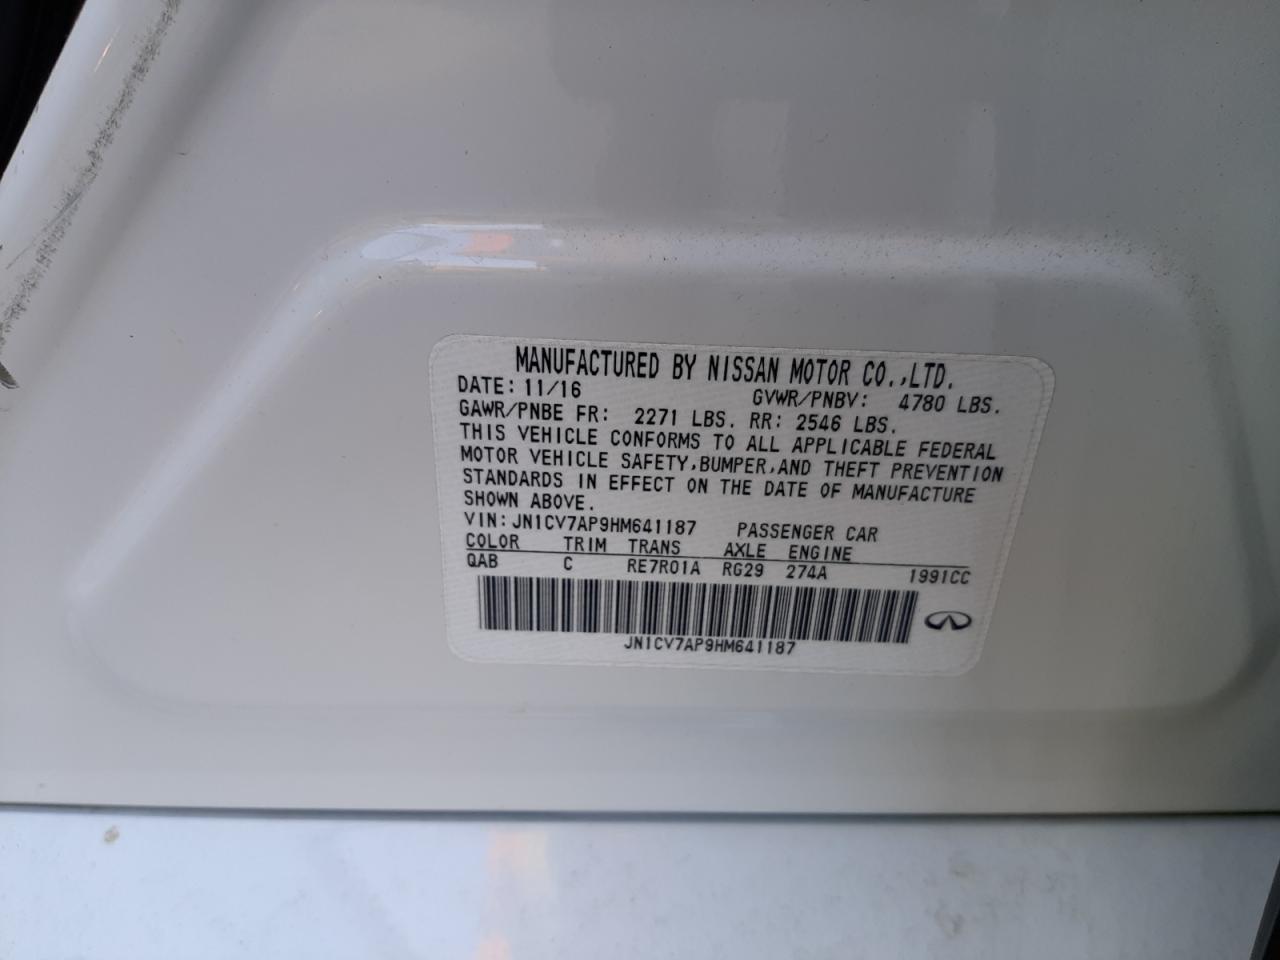 MANUFACTURED BY NISSAN MOTOR CO.,LTD.
DATE: 11/16 GVWR/PNBV: 4780 LBS.
GAWR/PNBE FR: 2271 LBS. RR: 2546 LBS.
THIS VEHICLE CONFORMS TO ALL APPLICABLE FEDERAL
MOTOR VEHICLE SAFETY,BUMPER,AND THEFT PREVENTION
STANDARDS IN EFFECT ON THE DATE OF MANUFACTURE
SHOWN ABOVE.
VIN: JN1CV7AP9HM641187 PASSENGER CAR
COLOR TRIM TRANS AXLE ENGINE
QAB C RE7R01A RG29 274A 1991CC
JN1CV7AP9HM641187